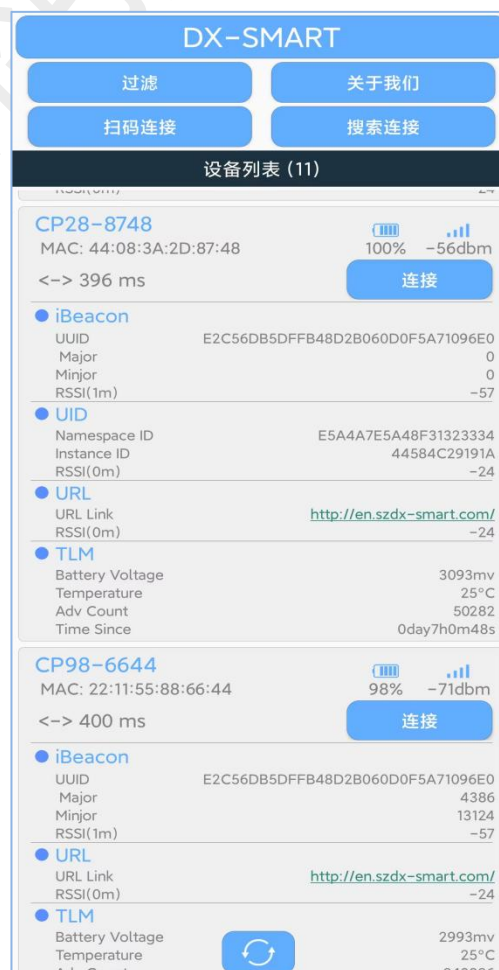 DX-SMART
过滤 关于我们
扫码连接 搜索连接
设备列表 (11)
CP28-8748
MAC: 44:08:3A:2D:87:48 100% -56dbm
<-> 396 ms 连接
iBeacon
UUID E2C56DB5DFFB48D2B060D0F5A71096E0
Major 0
Minjor 0
RSSI(1m) -57
UID
Namespace ID E5A4A7E5A48F31323334
Instance ID 44584C29191A
RSSI(0m) -24
URL
URL Link http://en.szdx-smart.com/
RSSI(0m) -24
TLM
Battery Voltage 3093mv
Temperature 25°C
Adv Count 50282
Time Since 0day7h0m48s
CP98-6644
MAC: 22:11:55:88:66:44 98% -71dbm
<-> 400 ms 连接
iBeacon
UUID E2C56DB5DFFB48D2B060D0F5A71096E0
Major 4386
Minjor 13124
RSSI(1m) -57
URL
URL Link http://en.szdx-smart.com/
RSSI(0m) -24
TLM
Battery Voltage 2993mv
Temperature 25°C